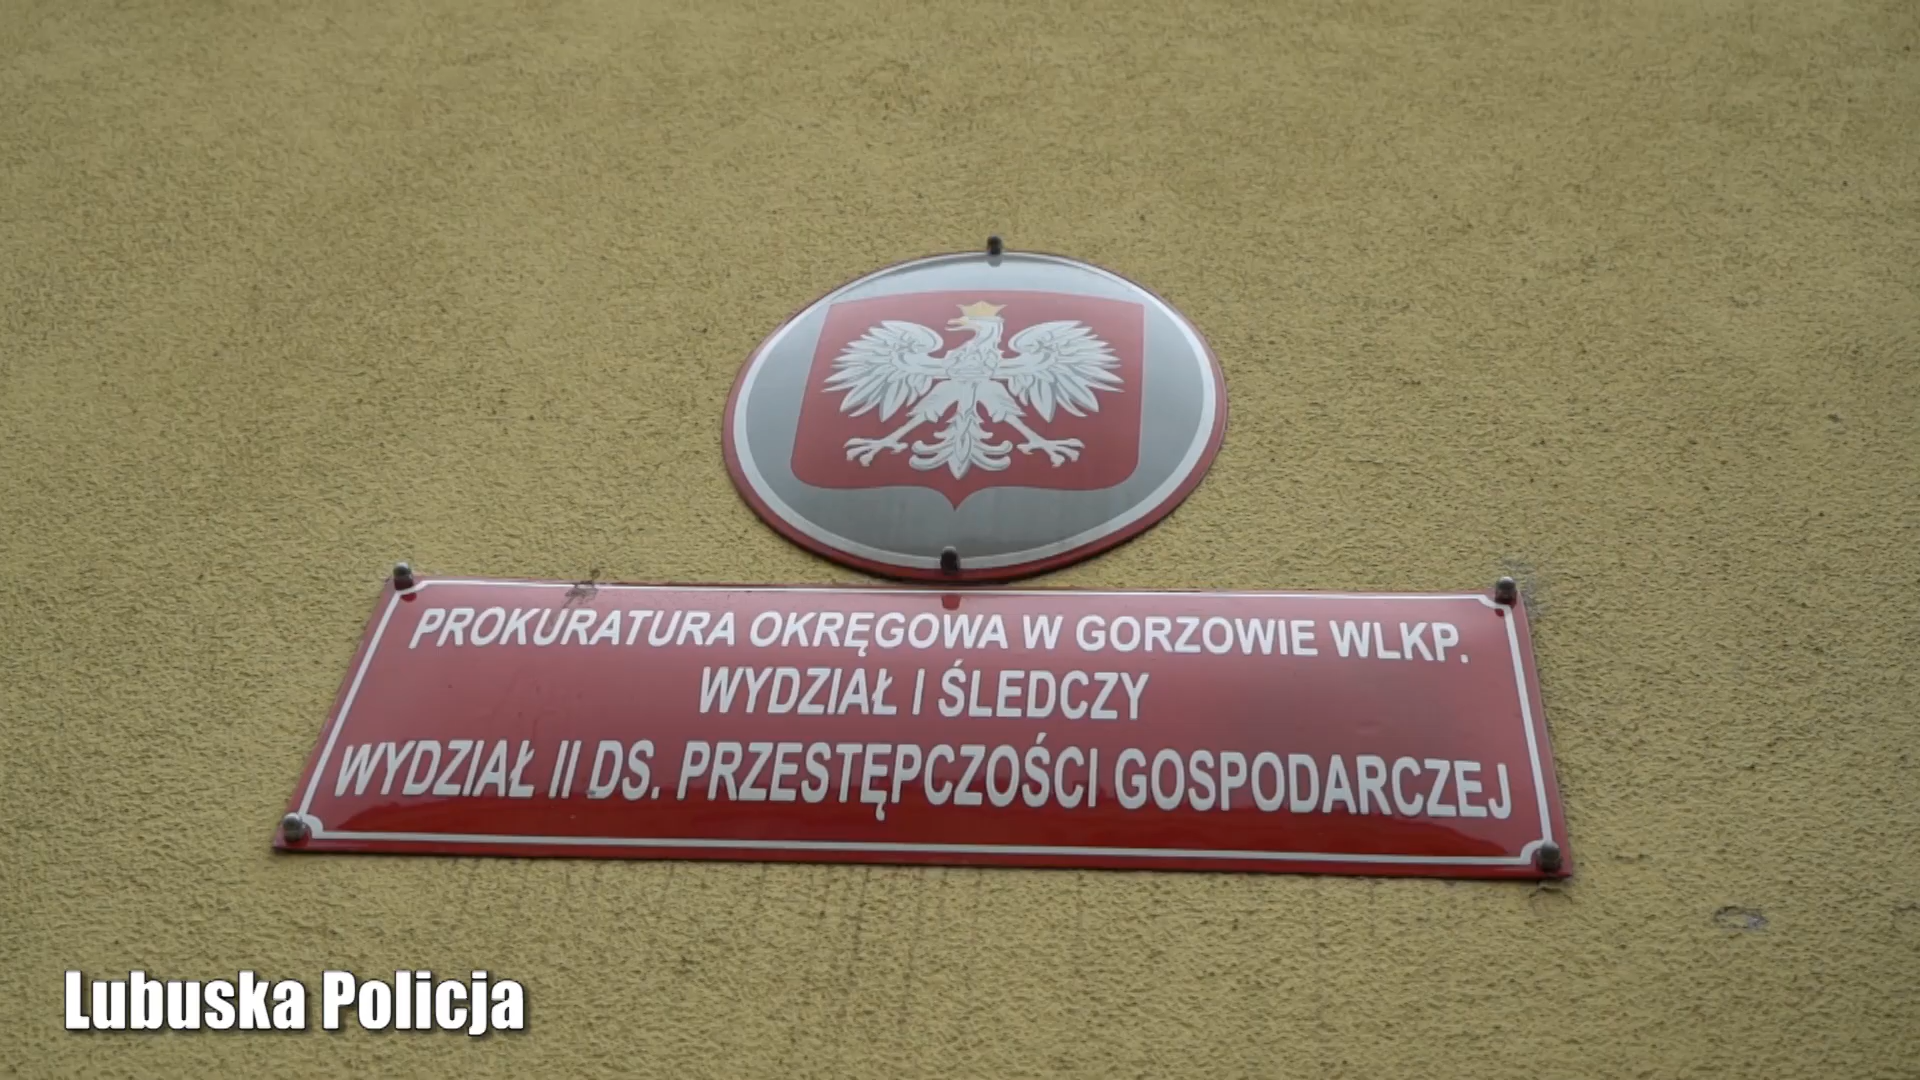 PROKURATURA OKRĘGOWA W GORZOWIE WLKP.
WYDZIAŁ I ŚLEDCZY
WYDZIAŁ II DS. PRZESTĘPCZOŚCI GOSPODARCZEJ
Lubuska Policja